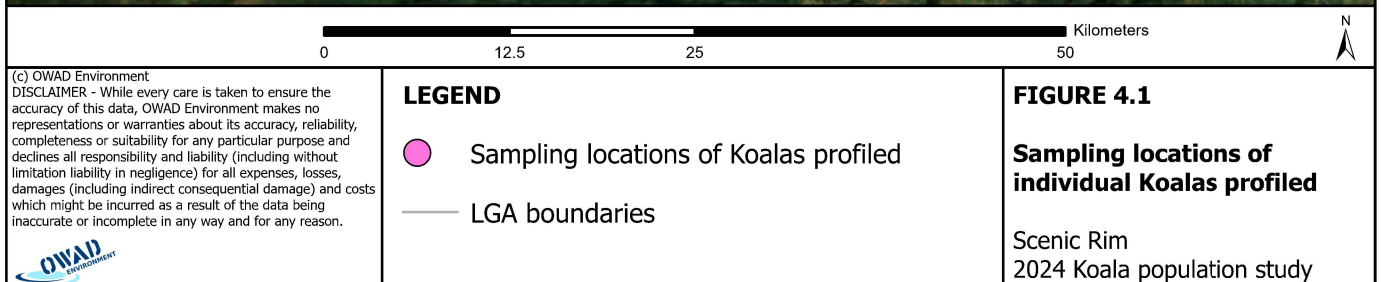 Kilometers
N
0 12.5 25 50
(c) OWAD Environment
DISCLAIMER - While every care is taken to ensure the
accuracy of this data, OWAD Environment makes no
representations or warranties about its accuracy, reliability,
completeness or suitability for any particular purpose and
declines all responsibility and liability (including without
limitation liability in negligence) for all expenses, losses,
damages (including indirect consequential damage) and costs
which might be incurred as a result of the data being
inaccurate or incomplete in any way and for any reason.
OWAD
ENVIRONMENT
LEGEND
Sampling locations of Koalas profiled
LGA boundaries
FIGURE 4.1
Sampling locations of
individual Koalas profiled
Scenic Rim
2024 Koala population study